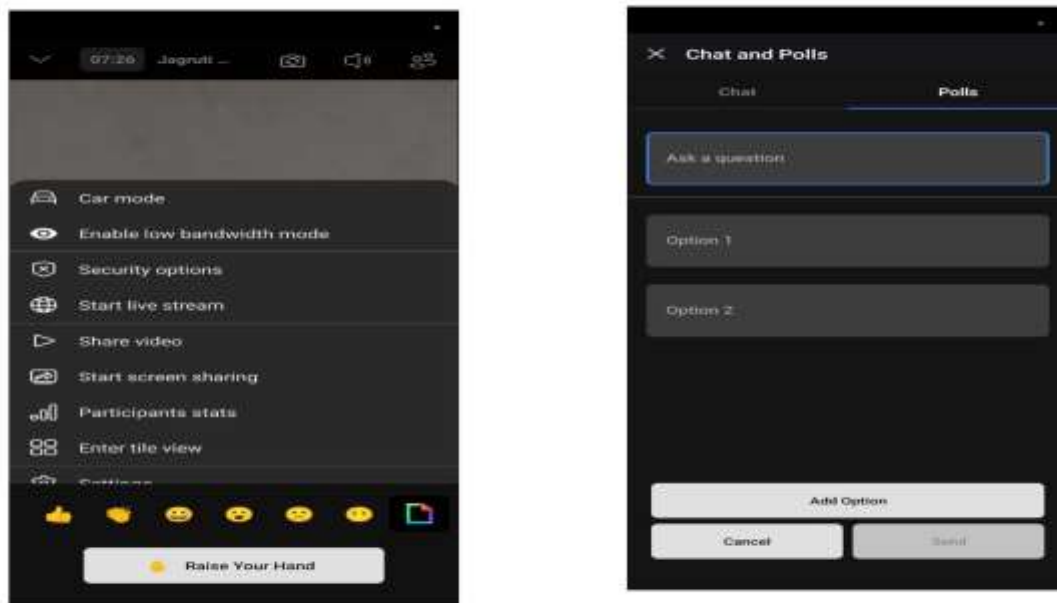 07:26 Jagruti ...
Car mode
Enable low bandwidth mode
Security options
Start live stream
Share video
Start screen sharing
Participants stats
Enter tile view
Settings
Raise Your Hand
Chat and Polls
Chat Polls
Ask a question
Option 1
Option 2
Add Option
Cancel Send